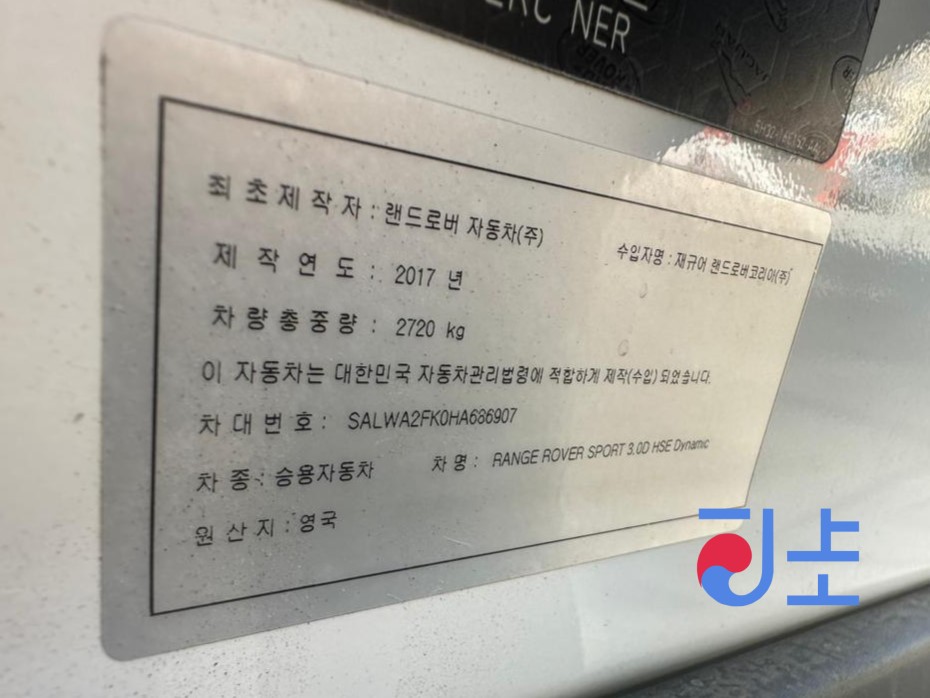 NER
최초제작자 : 랜드로버 자동차(주)
수입자명 : 재규어 랜드로버코리아(주)
제작연도 : 2017 년
차량총중량 : 2720 kg
이 자동차는 대한민국 자동차관리법령에 적합하게 제작(수입) 되었습니다.
차대번호 : SALWA2FK0HA686907
차종 : 승용자동차 차명 : RANGE ROVER SPORT 3.0D HSE Dynamic
원산지 : 영국